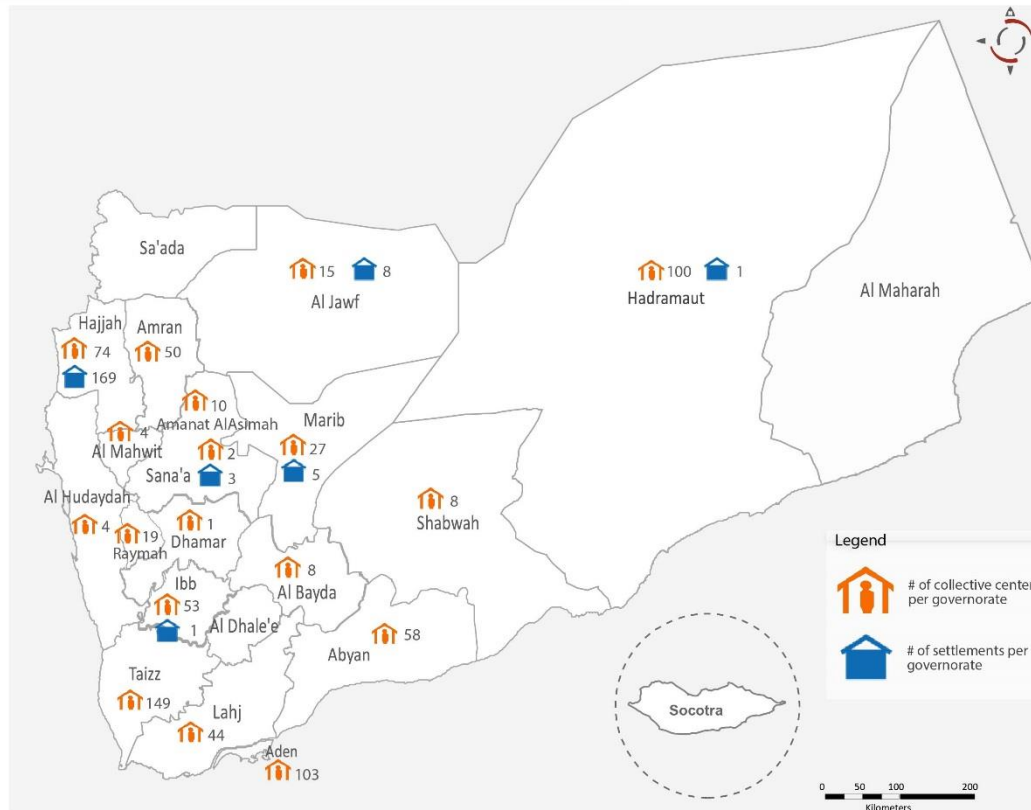 Sa'ada
15
8
Al Jawf
100
1
Hadramaut
Al Maharah
Hajjah
74
169
Amran
50
10
Amanat AlAsimah
Marib
27
5
4
Al Mahwit
2
Sana'a
3
Al Hudaydah
4
19
Raymah
1
Dhamar
8
Shabwah
Ibb
53
1
8
Al Bayda
Al Dhale'e
58
Abyan
Taizz
149
Lahj
44
Aden
103
Socotra
Legend
# of collective center
per governorate
# of settlements per
governorate
0 50 100 200
Kilometers